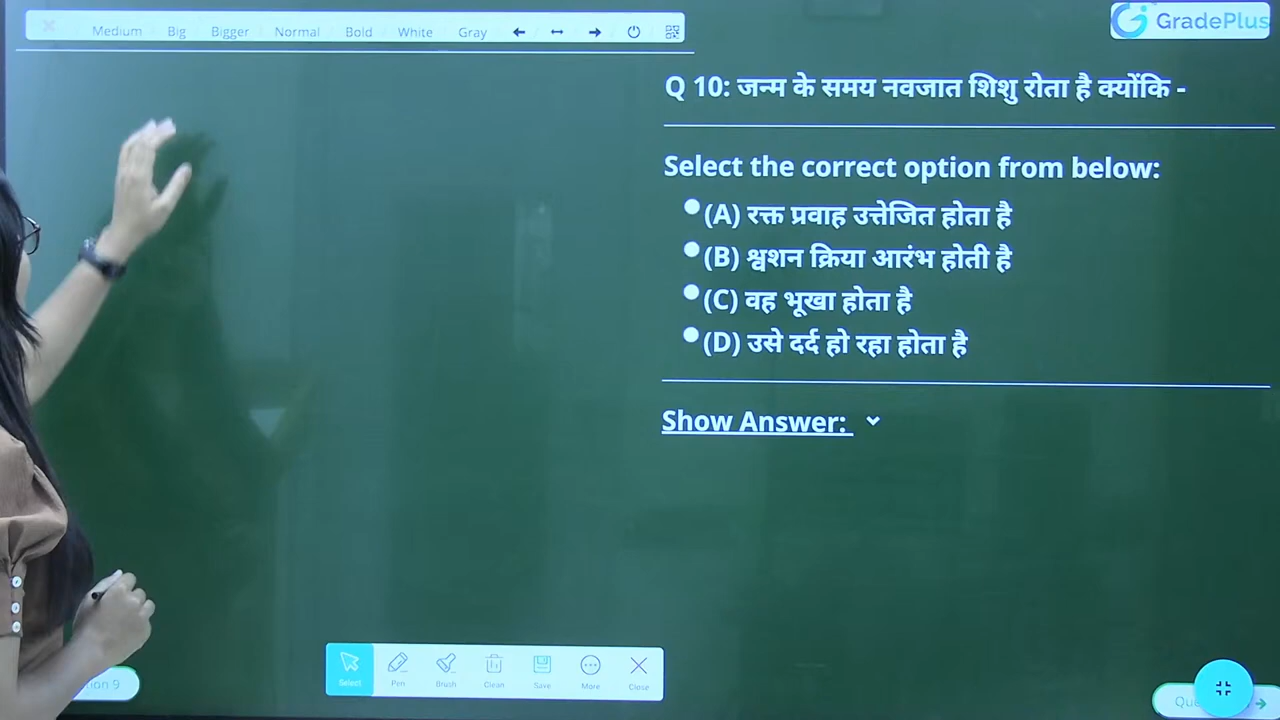 Medium Big Bigger Normal Bold White Gray
GradePlus
Q 10: जन्म के समय नवजात शिशु रोता है क्योंकि -
Select the correct option from below:
(A) रक्त प्रवाह उत्तेजित होता है
(B) श्वशन क्रिया आरंभ होती है
(C) वह भूखा होता है
(D) उसे दर्द हो रहा होता है
Show Answer:
Select Pen Brush Clean Save More Close
9